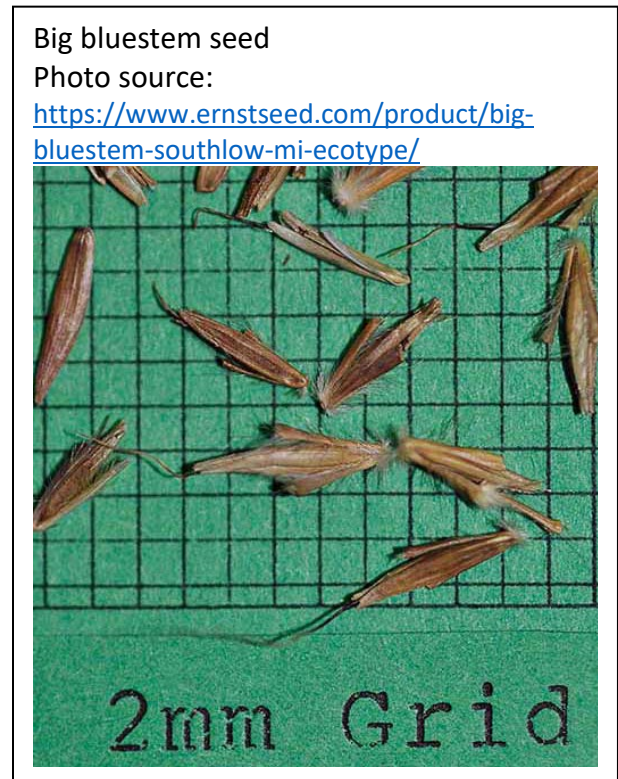 Big bluestem seed
Photo source:
https://www.ernstseed.com/product/big-
bluestem-southlow-mi-ecotype/
2mm Grid